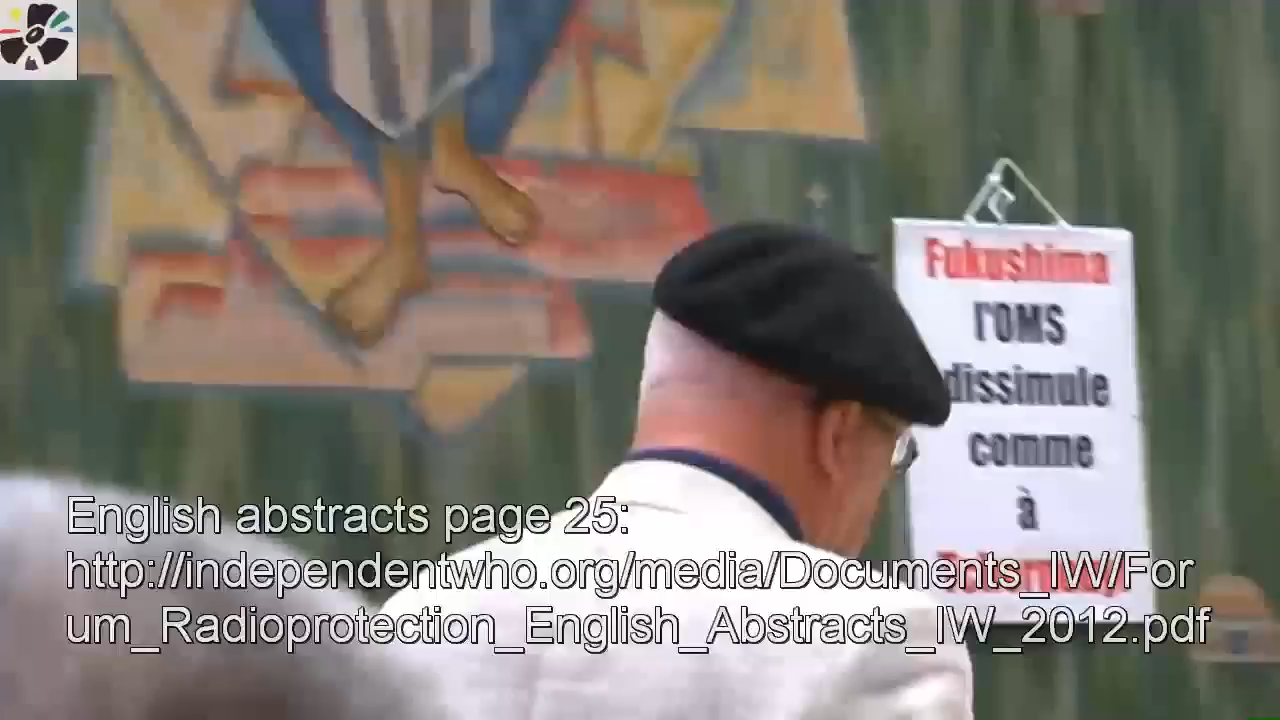 Fukushima
l'OMS
dissimule
comme
à
English abstracts page 25:
http://independentwho.org/media/Documents_IW/For
um_Radioprotection_English_Abstracts_IW_2012.pdf